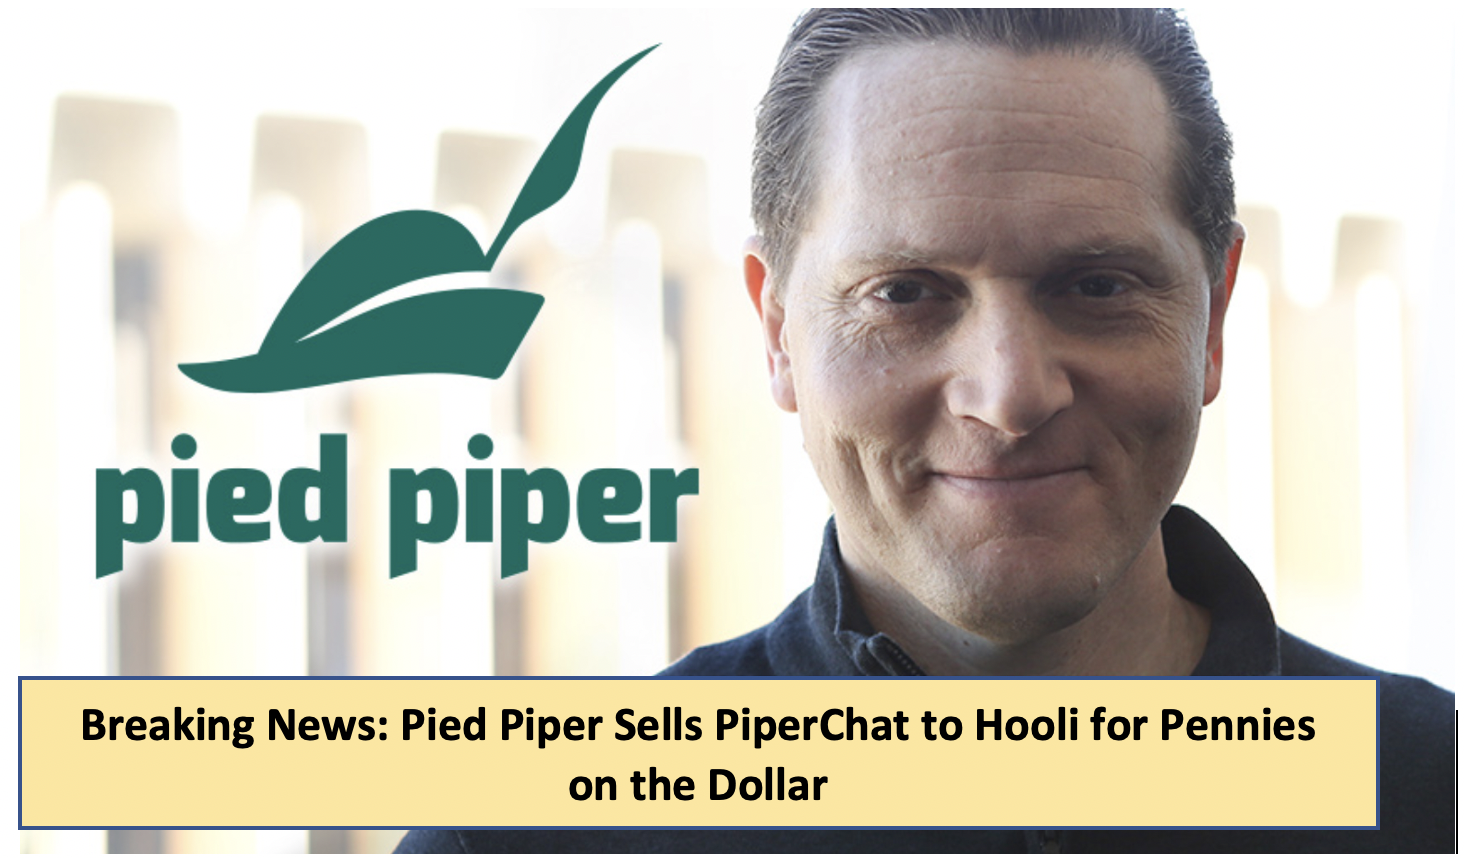 pied piper
Breaking News: Pied Piper Sells PiperChat to Hooli for Pennies
on the Dollar